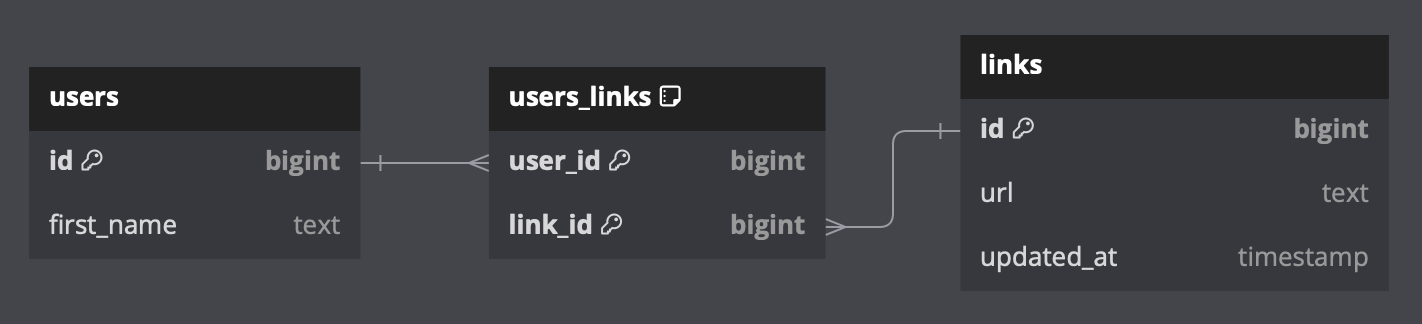 users
id bigint
first_name text
users_links
user_id bigint
link_id bigint
links
id bigint
url text
updated_at timestamp